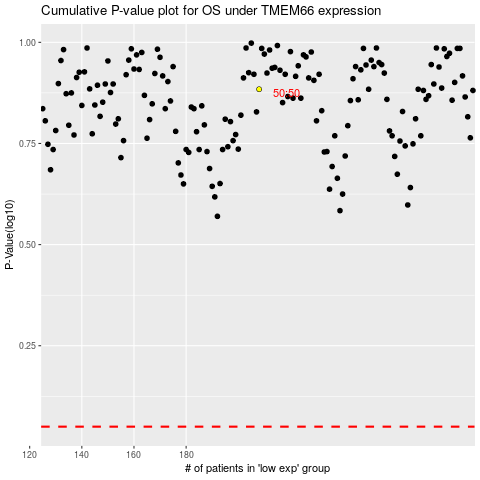 Cumulative P-value plot for OS under TMEM66 expression
P-Value(log10)
1.00
0.75
0.50
0.25
50:50
120 140 160 180
# of patients in 'low exp' group